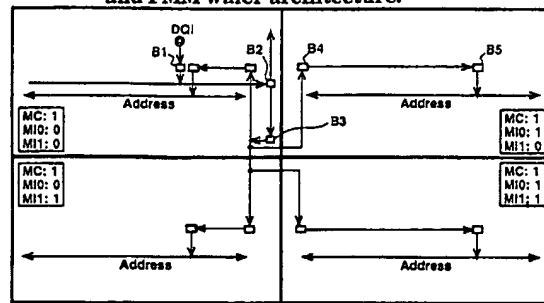 and PMM wafer architecture.
DQI
B1
B2
B4
B5
Address
Address
B3
MC: 1
MI0: 0
MI1: 0
MC: 1
MI0: 1
MI1: 0
MC: 1
MI0: 0
MI1: 1
MC: 1
MI0: 1
MI1: 1
Address
Address